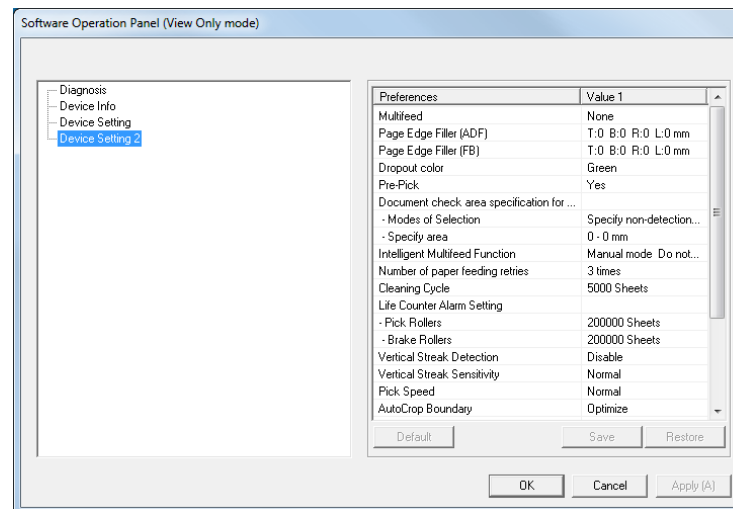 Software Operation Panel (View Only mode)
Diagnosis
Device Info
Device Setting
Device Setting 2
Preferences Value 1
Multifeed None
Page Edge Filler (ADF) T:0 B:0 R:0 L:0 mm
Page Edge Filler (FB) T:0 B:0 R:0 L:0 mm
Dropout color Green
Pre-Pick Yes
Document check area specification for ...
- Modes of Selection Specify non-detection...
- Specify area 0 - 0 mm
Intelligent Multifeed Function Manual mode Do not...
Number of paper feeding retries 3 times
Cleaning Cycle 5000 Sheets
Life Counter Alarm Setting
- Pick Rollers 200000 Sheets
- Brake Rollers 200000 Sheets
Vertical Streak Detection Disable
Vertical Streak Sensitivity Normal
Pick Speed Normal
AutoCrop Boundary Optimize
Default Save Restore
OK Cancel Apply (A)